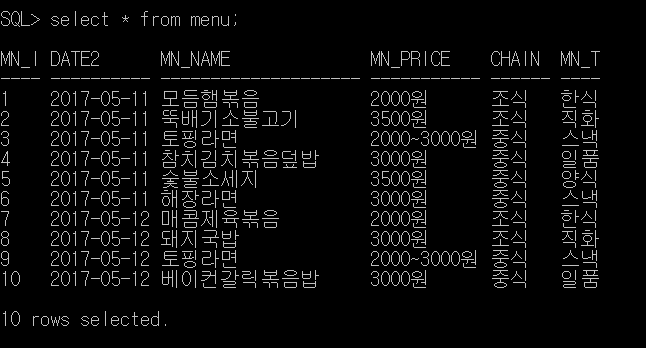 SQL> select * from menu;
MN_I DATE2 MN_NAME MN_PRICE CHAIN MN_T
---- ---------- -------------------- ----------- ------ ----
1 2017-05-11 모듬햄볶음 2000원 조식 한식
2 2017-05-11 뚝배기소불고기 3500원 조식 직화
3 2017-05-11 토핑라면 2000~3000원 중식 스낵
4 2017-05-11 참치김치볶음덮밥 3000원 중식 일품
5 2017-05-11 숯불소세지 3500원 중식 양식
6 2017-05-11 해장라면 3000원 중식 스낵
7 2017-05-12 매콤제육볶음 2000원 조식 한식
8 2017-05-12 돼지국밥 3000원 조식 직화
9 2017-05-12 토핑라면 2000~3000원 중식 스낵
10 2017-05-12 베이컨갈릭볶음밥 3000원 중식 일품
10 rows selected.